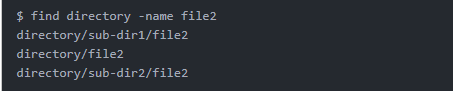 $ find directory -name file2
directory/sub-dir1/file2
directory/file2
directory/sub-dir2/file2